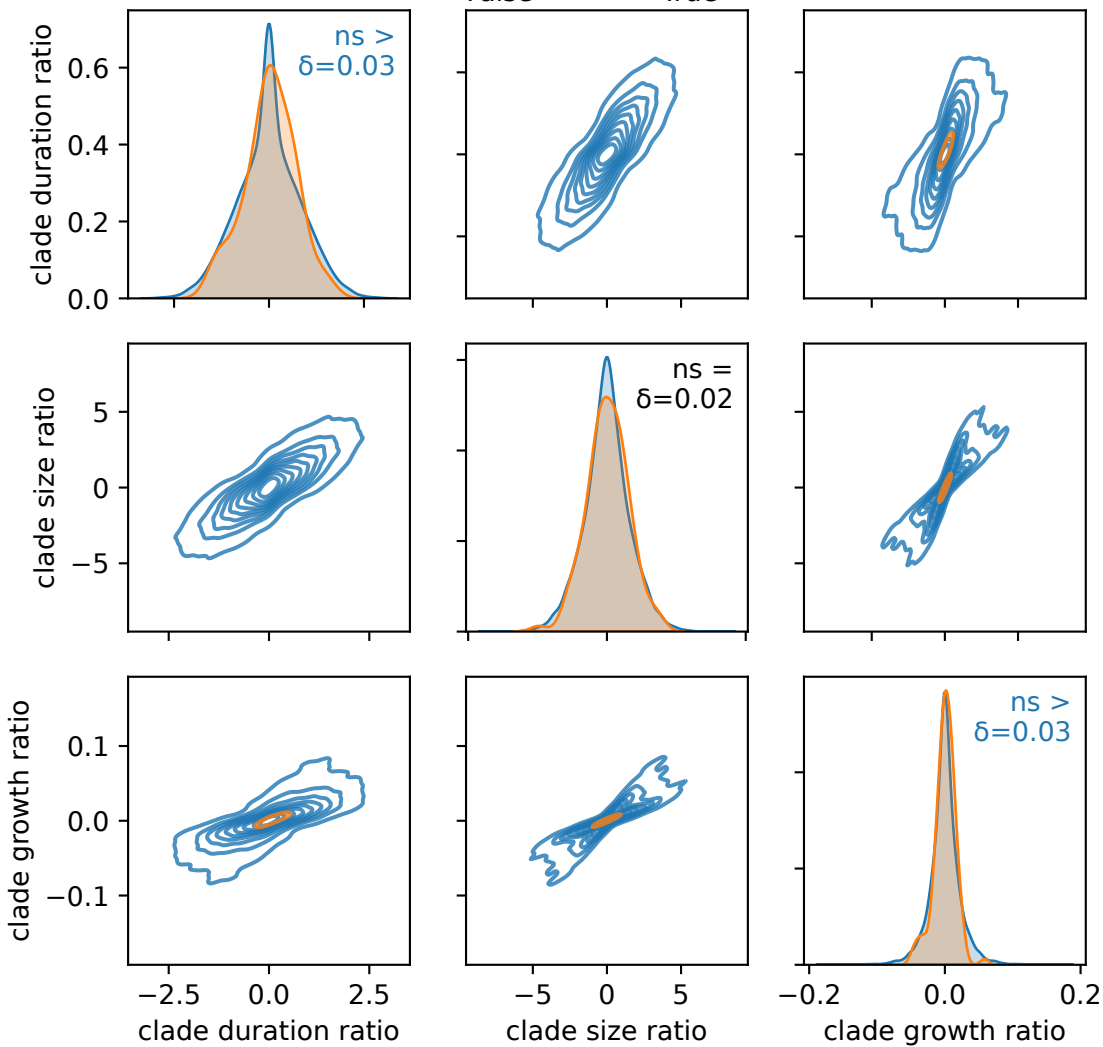 ns >
δ=0.03
clade duration ratio
0.6
0.4
0.2
0.0
−5
0
5
ns =
δ=0.02
clade size ratio
5
0
−5
ns >
δ=0.03
clade growth ratio
0.1
0.0
−0.1
−2.5
0.0
2.5
−5
0
5
−0.2
0.0
0.2
clade duration ratio
clade size ratio
clade growth ratio